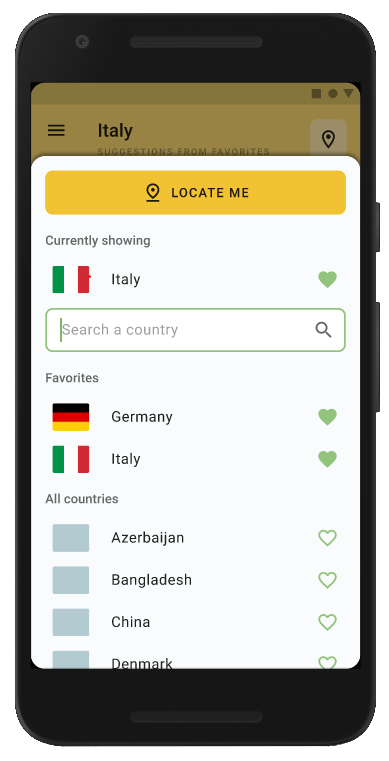 Italy
SUGGESTIONS FROM FAVORITES
LOCATE ME
Currently showing
Italy
Search a country
Favorites
Germany
Italy
All countries
Azerbaijan
Bangladesh
China
Denmark